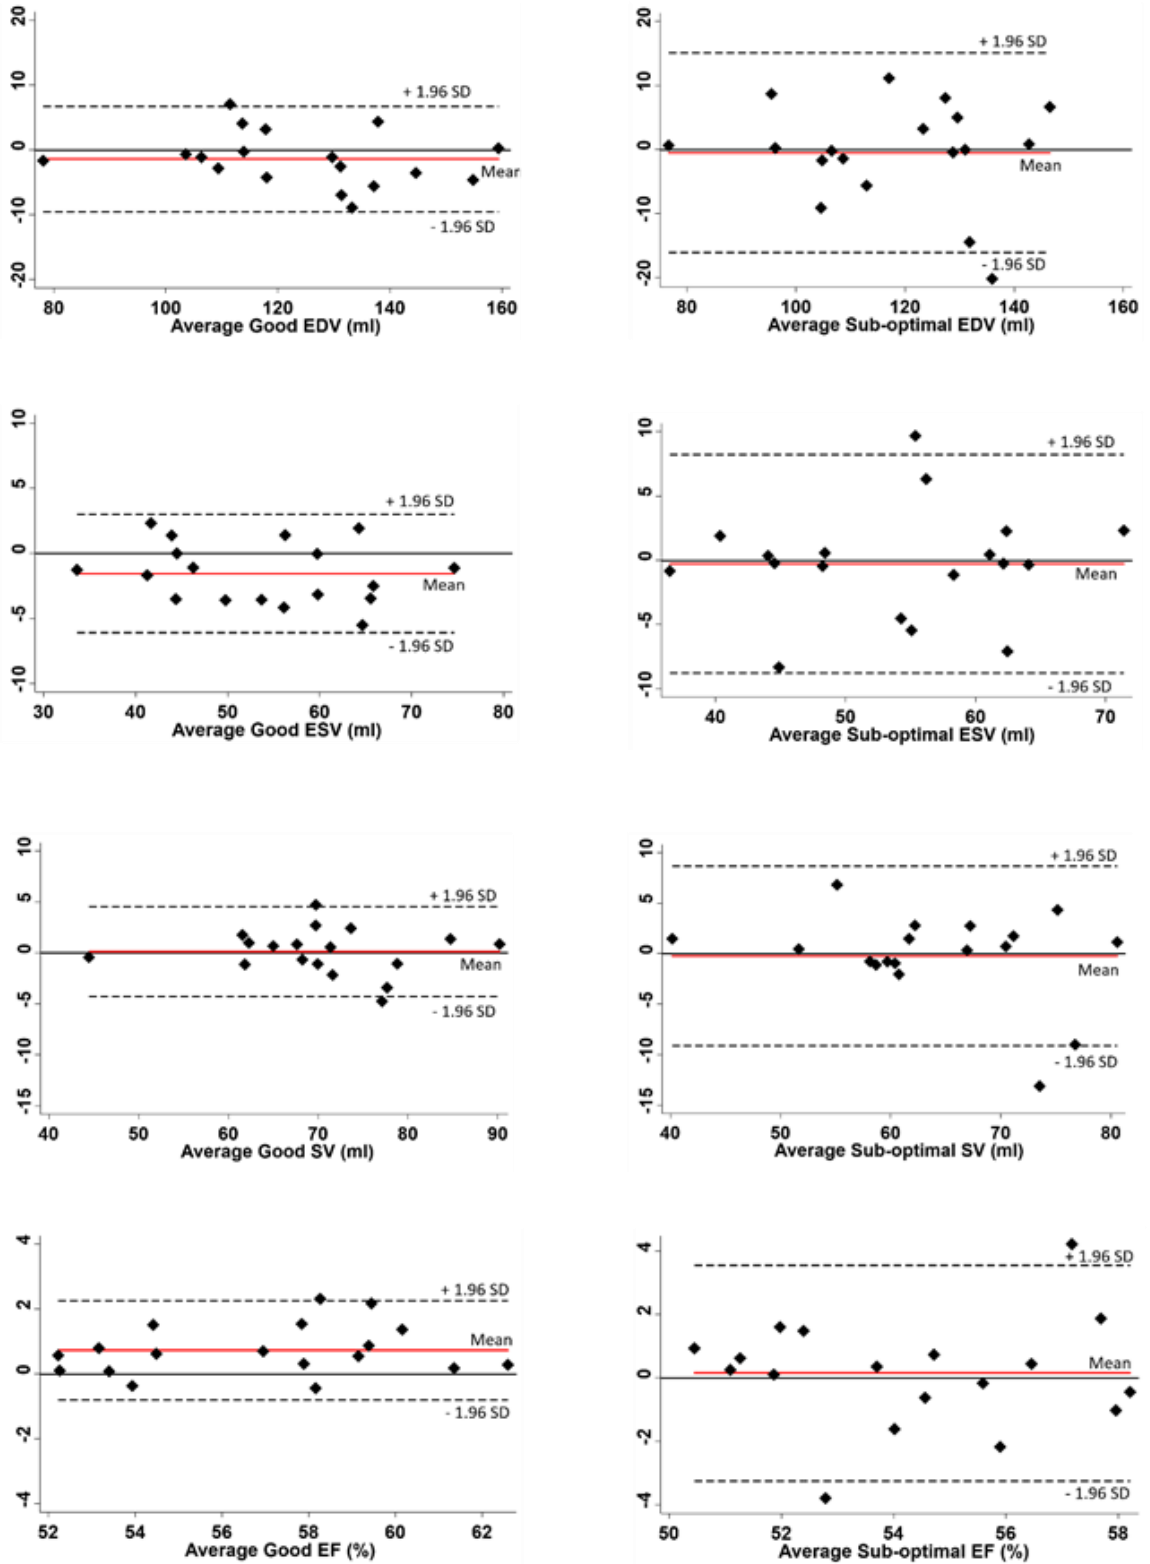 20
10
0
-10
-20
+ 1.96 SD
Mean
- 1.96 SD
80 100 120 140 160
Average Good EDV (ml)
20
10
0
-10
-20
+ 1.96 SD
Mean
- 1.96 SD
80 100 120 140 160
Average Sub-optimal EDV (ml)
10
5
0
-5
-10
+ 1.96 SD
Mean
- 1.96 SD
30 40 50 60 70 80
Average Good ESV (ml)
10
5
0
-5
-10
+ 1.96 SD
Mean
- 1.96 SD
40 50 60 70
Average Sub-optimal ESV (ml)
10
5
0
-5
-10
-15
+ 1.96 SD
Mean
- 1.96 SD
40 50 60 70 80 90
Average Good SV (ml)
10
5
0
-5
-10
-15
+ 1.96 SD
Mean
- 1.96 SD
40 50 60 70 80
Average Sub-optimal SV (ml)
4
2
0
-2
-4
+ 1.96 SD
Mean
- 1.96 SD
52 54 56 58 60 62
Average Good EF (%)
4
2
0
-2
-4
+ 1.96 SD
Mean
- 1.96 SD
50 52 54 56 58
Average Sub-optimal EF (%)